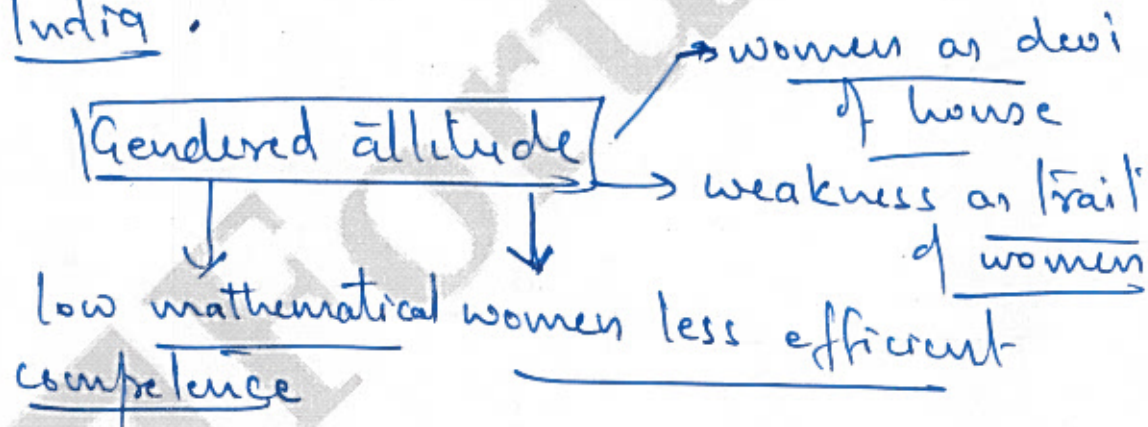 India.
women as devi
of house
Gendered attitude
weakness as trait
of women
low mathematical
competence
women less efficient